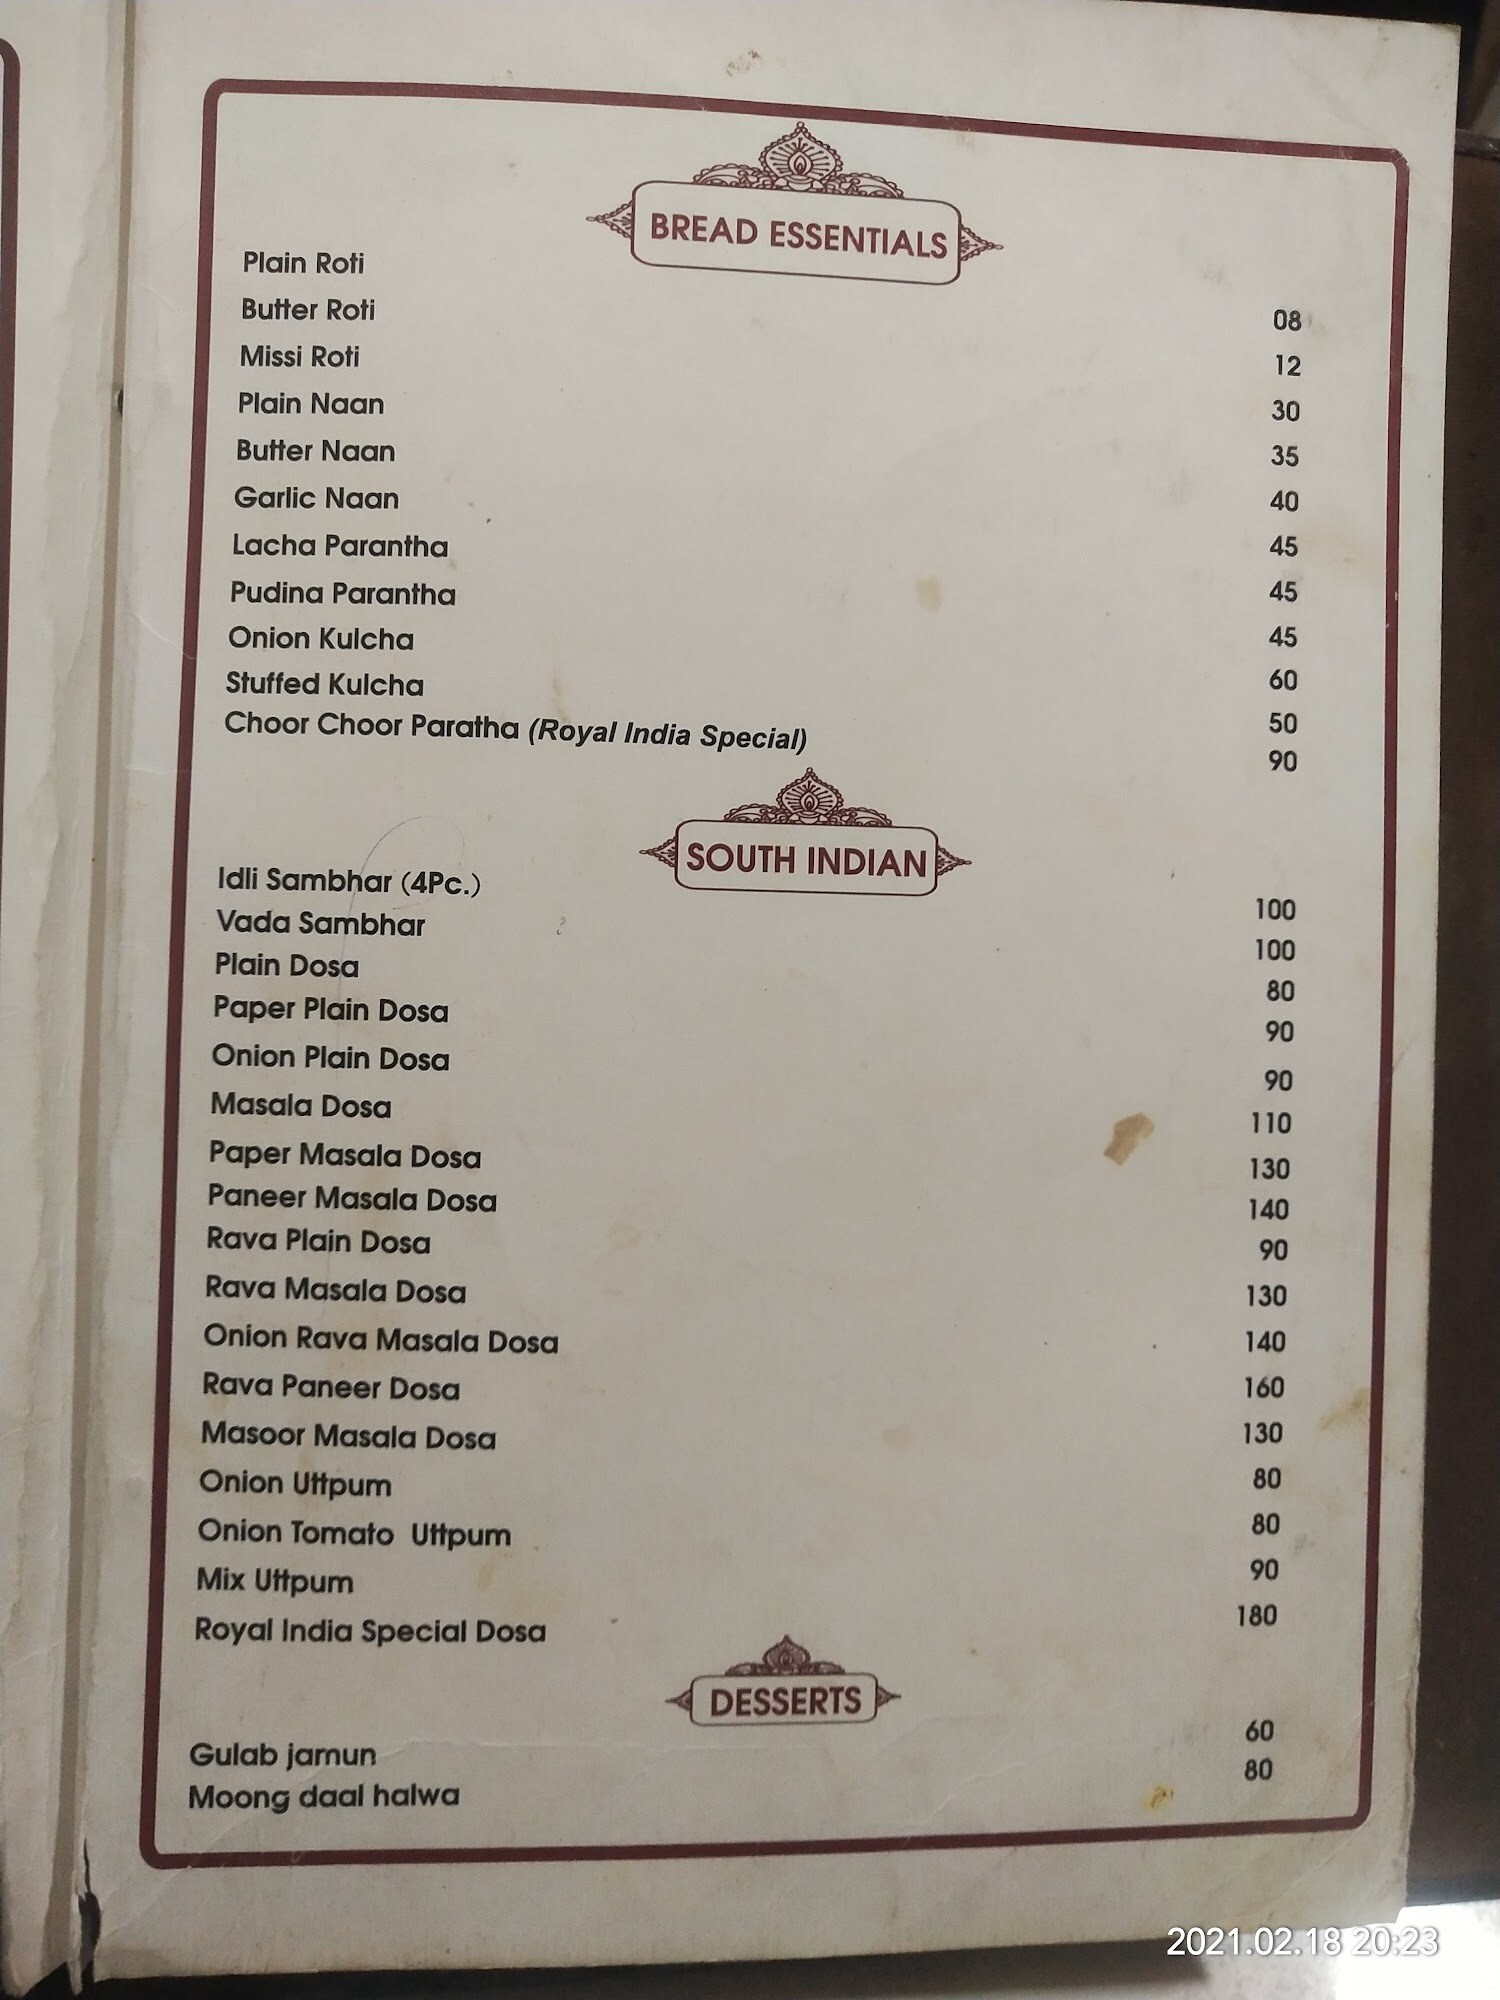 BREAD ESSENTIALS
Plain Roti 08
Butter Roti 12
Missi Roti 30
Plain Naan 35
Butter Naan 40
Garlic Naan 45
Lacha Parantha 45
Pudina Parantha 45
Onion Kulcha 60
Stuffed Kulcha 50
Choor Choor Paratha (Royal India Special) 90
SOUTH INDIAN
Idli Sambhar (4Pc.) 100
Vada Sambhar 100
Plain Dosa 80
Paper Plain Dosa 90
Onion Plain Dosa 90
Masala Dosa 110
Paper Masala Dosa 130
Paneer Masala Dosa 140
Rava Plain Dosa 90
Rava Masala Dosa 130
Onion Rava Masala Dosa 140
Rava Paneer Dosa 160
Masoor Masala Dosa 130
Onion Uttpum 80
Onion Tomato Uttpum 80
Mix Uttpum 90
Royal India Special Dosa 180
DESSERTS
Gulab jamun 60
Moong daal halwa 80
2021.02.18 20:23